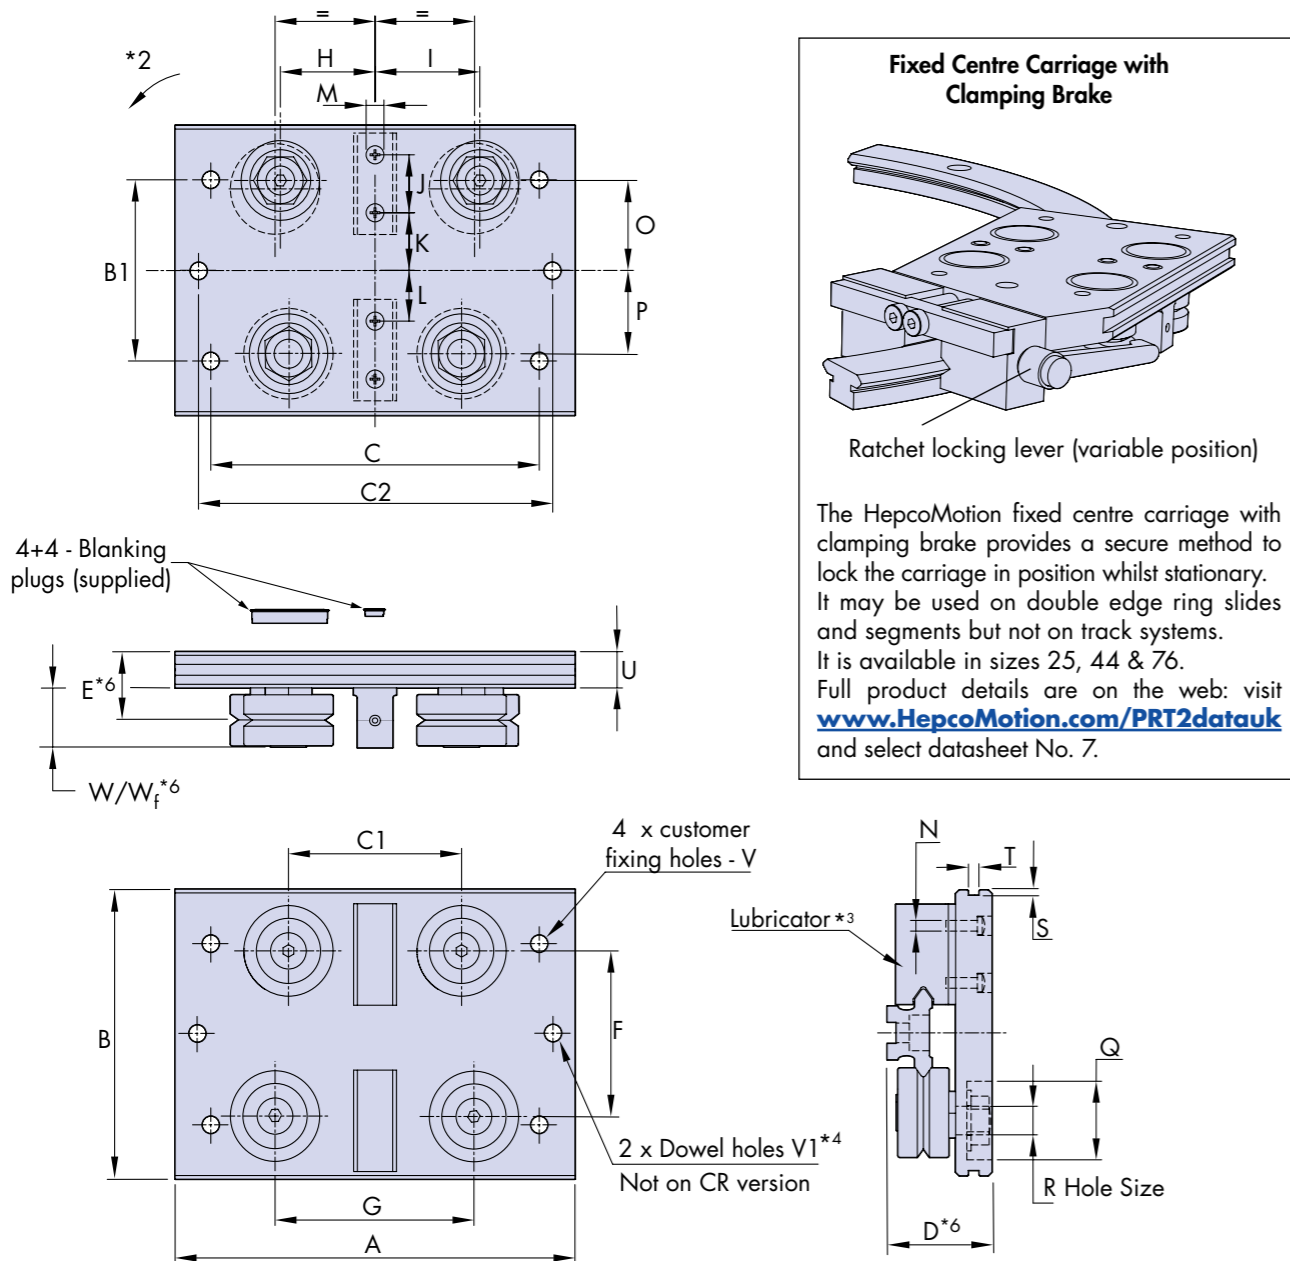 =
=
*2
H
I
M
J
K
L
O
P
B1
C
C2
Fixed Centre Carriage with
Clamping Brake
Ratchet locking lever (variable position)
The HepcoMotion fixed centre carriage with
clamping brake provides a secure method to
lock the carriage in position whilst stationary.
It may be used on double edge ring slides
and segments but not on track systems.
It is available in sizes 25, 44 & 76.
Full product details are on the web: visit
www.HepcoMotion.com/PRT2datauk
and select datasheet No. 7.
4+4 - Blanking
plugs (supplied)
E*6
U
W/Wf*6
C1
4 x customer
fixing holes - V
B
F
2 x Dowel holes V1*4
Not on CR version
G
A
N
T
Lubricator*3
S
Q
R Hole Size
D*6